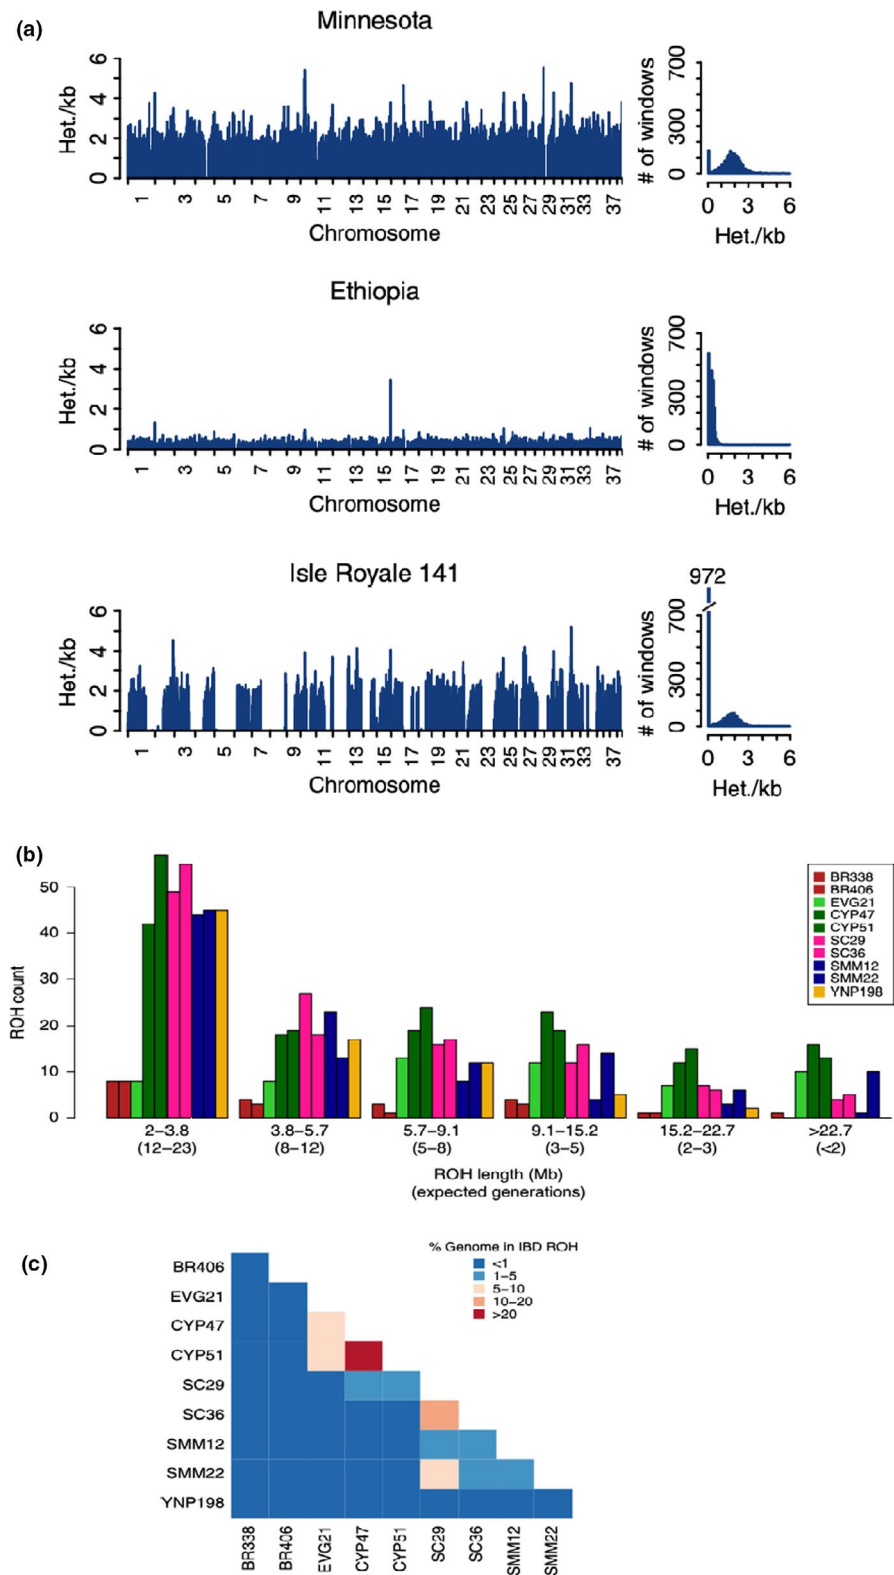 (a)
Minnesota
Het./kb
0 2 4 6
1 3 5 7 9 11 13 15 17 19 21 23 25 27 29 31 33 37
Chromosome
# of windows
0 300 700
0 3 6
Het./kb
Ethiopia
Het./kb
0 2 4 6
1 3 5 7 9 11 13 15 17 19 21 23 25 27 29 31 33 37
Chromosome
# of windows
0 300 700
0 3 6
Het./kb
Isle Royale 141
Het./kb
0 2 4 6
1 3 5 7 9 11 13 15 17 19 21 23 25 27 29 31 33 37
Chromosome
972
# of windows
0 300 700
0 3 6
Het./kb
(b)
ROH count
50
40
30
20
10
0
BR338
BR406
EVG21
CYP47
CYP51
SC29
SC36
SMM12
SMM22
YNP198
2–3.8 3.8–5.7 5.7–9.1 9.1–15.2 15.2–22.7 >22.7
(12–23) (8–12) (5–8) (3–5) (2–3) (<2)
ROH length (Mb)
(expected generations)
(c)
% Genome in IBD ROH
<1
1–5
5–10
10–20
>20
BR406
EVG21
CYP47
CYP51
SC29
SC36
SMM12
SMM22
YNP198
BR338 BR406 EVG21 CYP47 CYP51 SC29 SC36 SMM12 SMM22